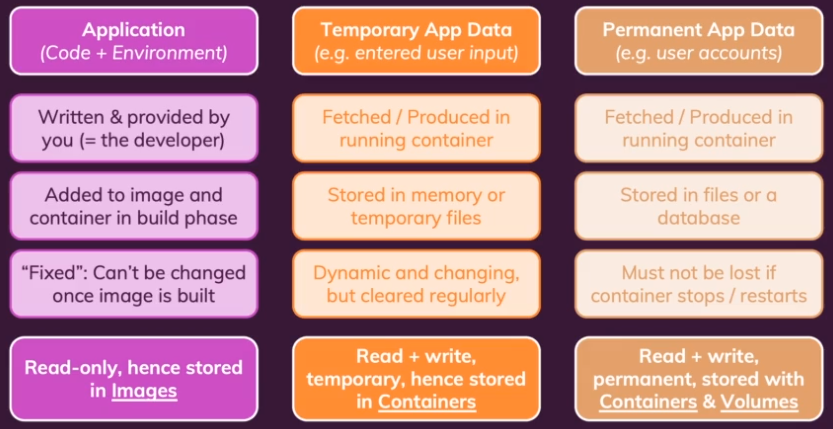 Application
(Code + Environment)
Written & provided by
you (= the developer)
Added to image and
container in build phase
“Fixed”: Can’t be changed
once image is built
Read-only, hence stored
in Images
Temporary App Data
(e.g. entered user input)
Fetched / Produced in
running container
Stored in memory or
temporary files
Dynamic and changing,
but cleared regularly
Read + write,
temporary, hence stored
in Containers
Permanent App Data
(e.g. user accounts)
Fetched / Produced in
running container
Stored in files or a
database
Must not be lost if
container stops / restarts
Read + write,
permanent, stored with
Containers & Volumes